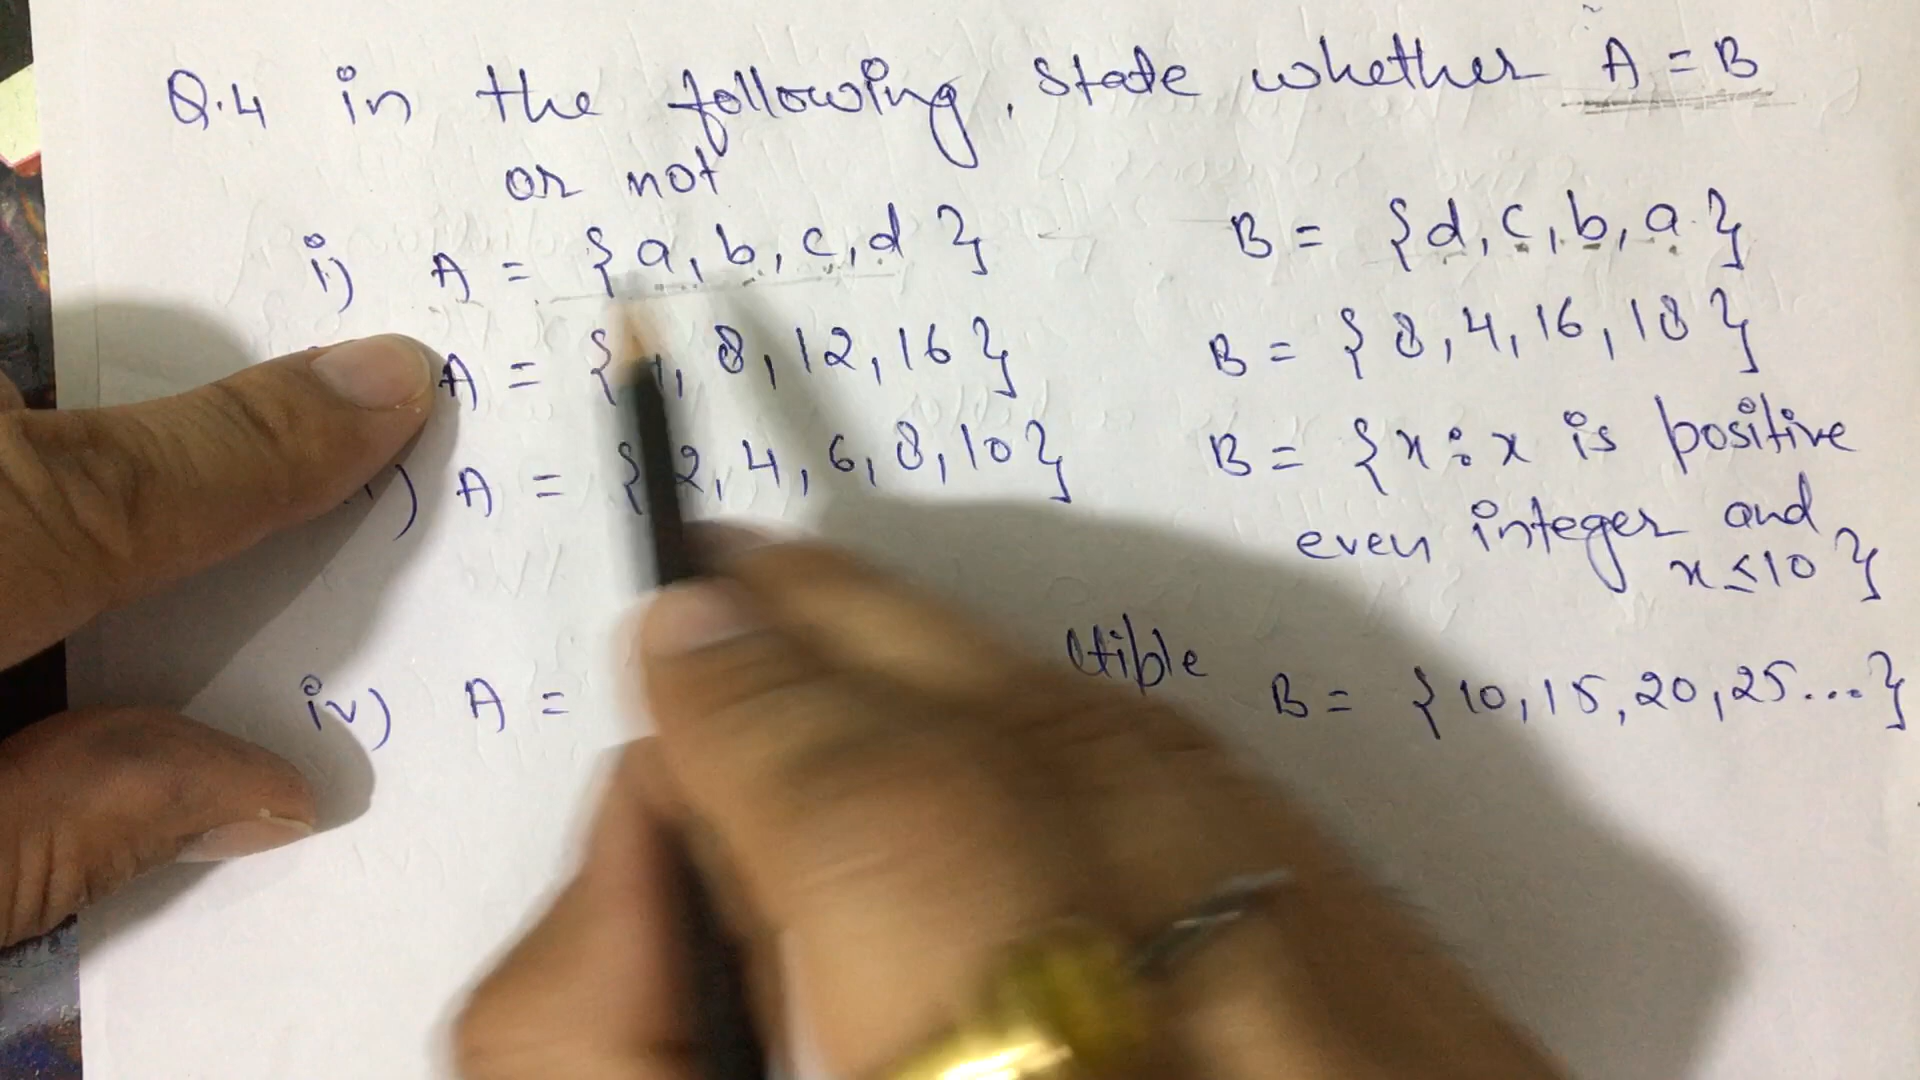 Q.4 in the following, state whether A = B
or not
i) A = {a, b, c, d } B = {d, c, b, a }
A = { , 8, 12, 16 } B = { 8, 4, 16, 18 }
) A = { 2, 4, 6, 8, 10 } B = { x : x is positive
even integer and
x ≤ 10 }
iv) A = B = { 10, 15, 20, 25 ... }